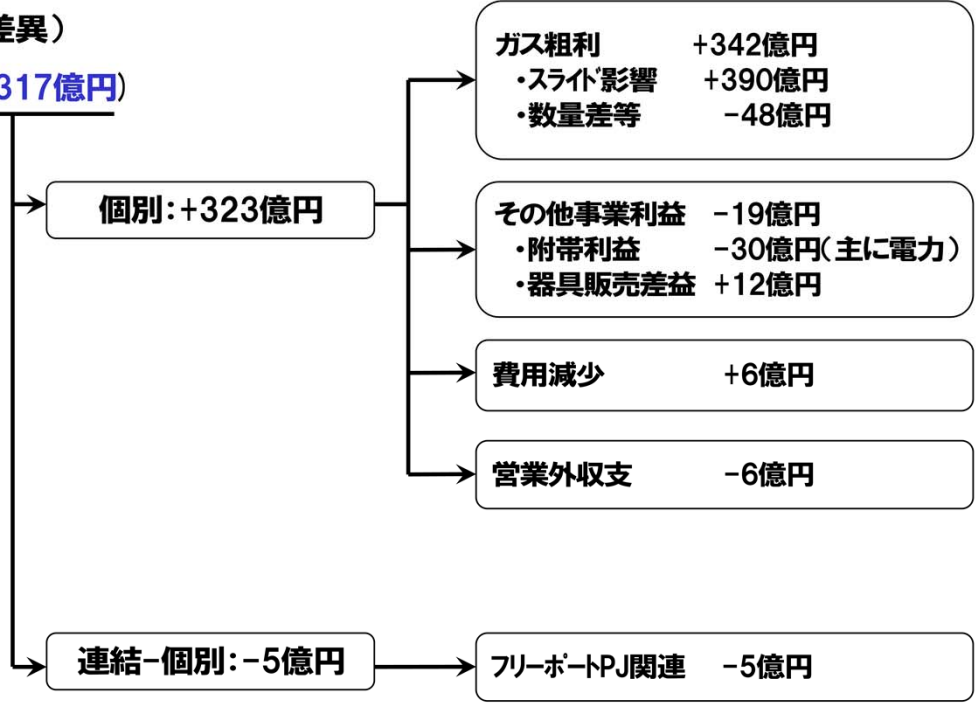 差異）
317億円)
ガス粗利 +342億円
・スライド影響 +390億円
・数量差等 -48億円
個別：+323億円
その他事業利益 -19億円
・附帯利益 -30億円（主に電力）
・器具販売差益 +12億円
費用減少 +6億円
営業外収支 -6億円
連結-個別：-5億円
フリーポートPJ関連 -5億円